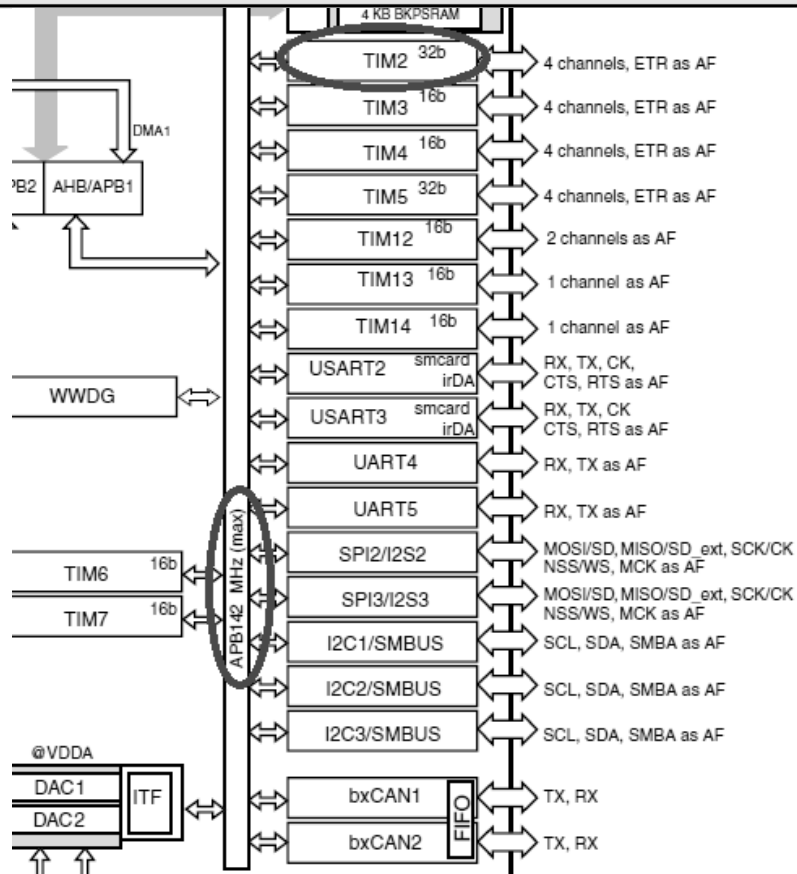 4 KB BKPSRAM
TIM2 32b
4 channels, ETR as AF
TIM3 16b
4 channels, ETR as AF
DMA1
TIM4 16b
4 channels, ETR as AF
PB2
AHB/APB1
TIM5 32b
4 channels, ETR as AF
TIM12 16b
2 channels as AF
TIM13 16b
1 channel as AF
TIM14 16b
1 channel as AF
USART2 smcard
irDA
RX, TX, CK,
CTS, RTS as AF
WWDG
USART3 smcard
irDA
RX, TX, CK
CTS, RTS as AF
UART4
RX, TX as AF
UART5
RX, TX as AF
APB142 MHz (max)
SPI2/I2S2
MOSI/SD, MISO/SD_ext, SCK/CK
NSS/WS, MCK as AF
TIM6 16b
SPI3/I2S3
MOSI/SD, MISO/SD_ext, SCK/CK
NSS/WS, MCK as AF
TIM7 16b
I2C1/SMBUS
SCL, SDA, SMBA as AF
I2C2/SMBUS
SCL, SDA, SMBA as AF
I2C3/SMBUS
SCL, SDA, SMBA as AF
@VDDA
DAC1
ITF
DAC2
bxCAN1
FIFO
TX, RX
bxCAN2
TX, RX